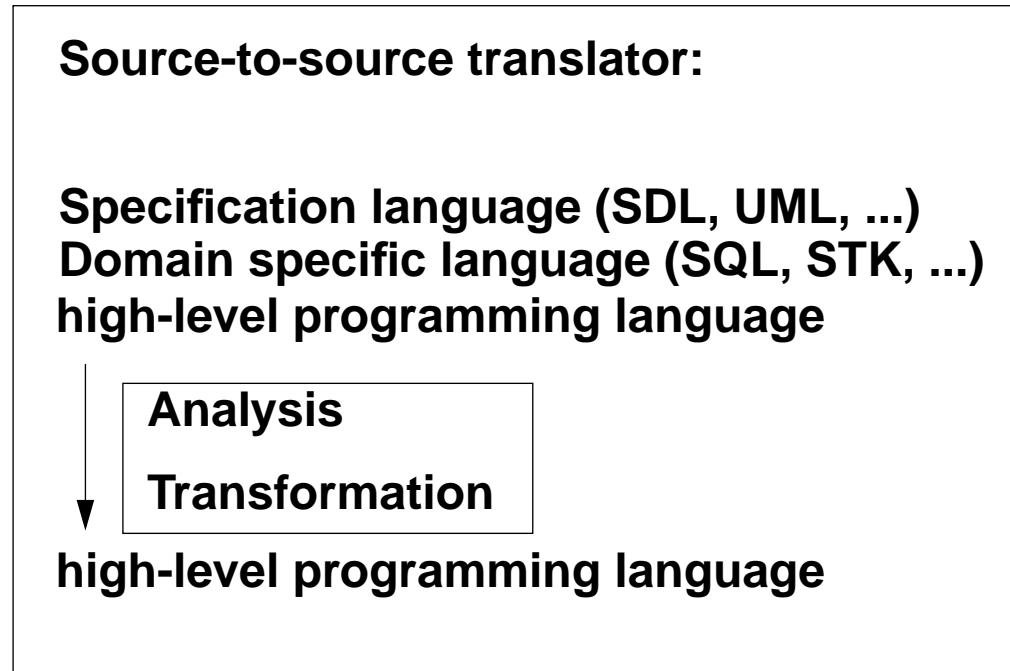 Source-to-source translator:
Specification language (SDL, UML, ...)
Domain specific language (SQL, STK, ...)
high-level programming language
Analysis
Transformation
high-level programming language